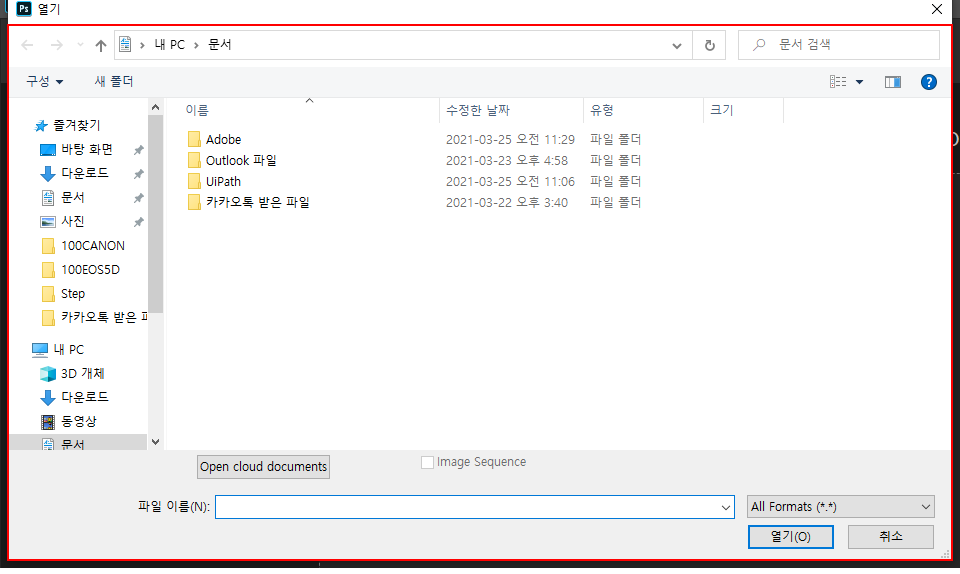 Ps 열기
내 PC > 문서
문서 검색
구성
새 폴더
이름 수정한 날짜 유형 크기
Adobe 2021-03-25 오전 11:29 파일 폴더
Outlook 파일 2021-03-23 오후 4:58 파일 폴더
UiPath 2021-03-25 오전 11:06 파일 폴더
카카오톡 받은 파일 2021-03-22 오후 3:40 파일 폴더
즐겨찾기
바탕 화면
다운로드
문서
사진
100CANON
100EOS5D
Step
카카오톡 받은
내 PC
3D 개체
다운로드
동영상
문서
Open cloud documents
Image Sequence
파일 이름(N):
All Formats (*.*)
열기(O)
취소